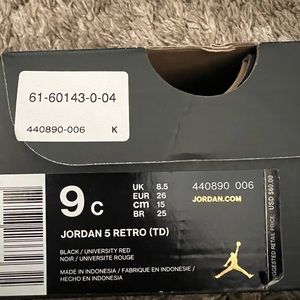 61-60143-0-04
440890-006 K
9 C
UK 8.5
EUR 26
cm 15
BR 25
440890 006
JORDAN.COM
JORDAN 5 RETRO (TD)
BLACK / UNIVERSITY RED
NOIR / UNIVERSITE ROUGE
MADE IN INDONESIA / FABRIQUE EN INDONESIE /
HECHO EN INDONESIA
SUGGESTED RETAIL PRICE: USD $60.00